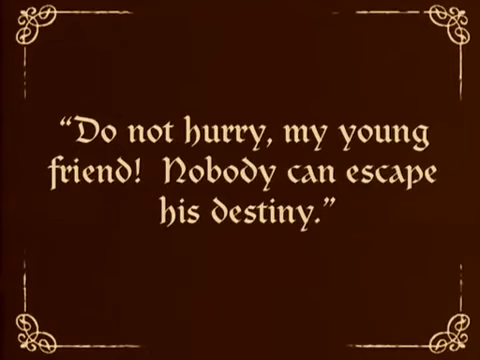 “Do not hurry, my young
friend! Nobody can escape
his destiny.”